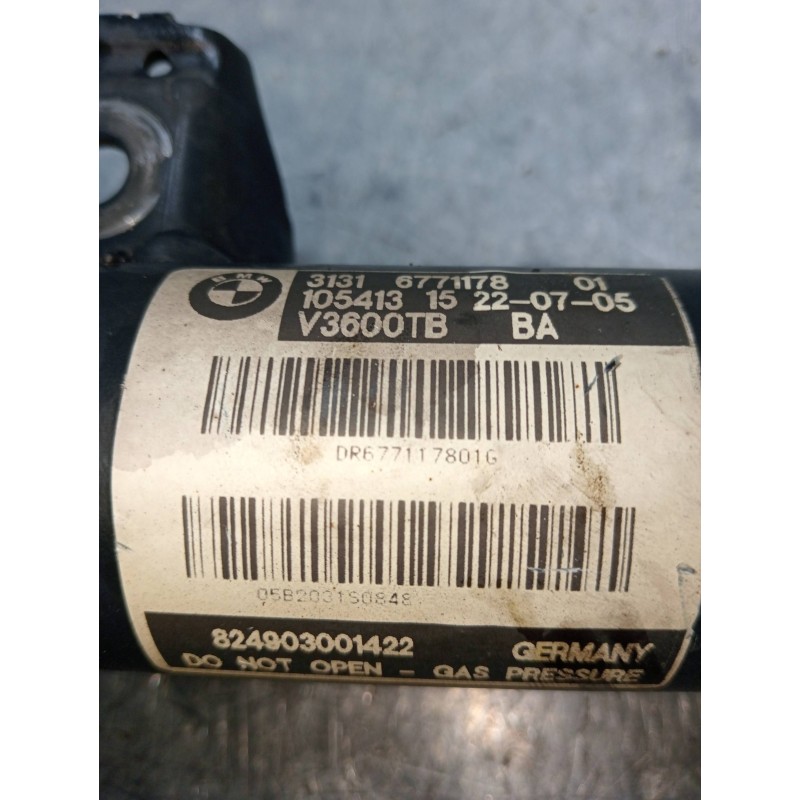 BMW
3131 6771178 01
105413 15 22-07-05
V3600TB BA
DR677117801G
05B2031S0848
824903001422 GERMANY
DO NOT OPEN - GAS PRESSURE